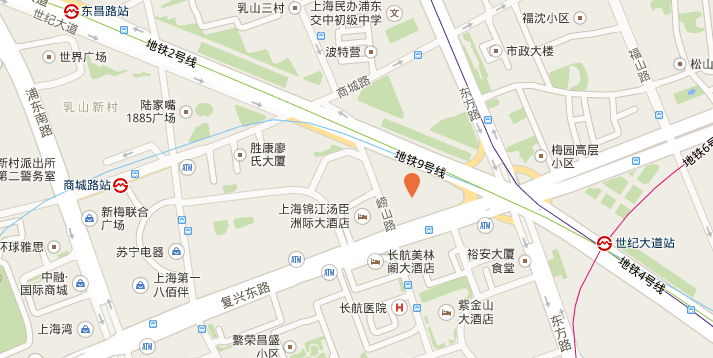 东昌路站
乳山三村
上海民办浦东
交中初级中学
福沈小区
世纪大道
地铁2号线
世界广场
波特营
市政大楼
福山路
松山
商城路
浦东南路
乳山新村
陆家嘴
1885广场
东方路
胜康廖
氏大厦
地铁9号线
梅园高层
小区
地铁6号
新村派出所
第二警务室
商城路站
崂山路
新梅联合
广场
上海锦江汤臣
洲际大酒店
环球雅思
苏宁电器
世纪大道站
长航美林
阁大酒店
裕安大厦
食堂
地铁4号线
中融·
国际商城
上海第一
八佰伴
复兴东路
上海湾
长航医院
紫金山
大酒店
东方路
繁荣昌盛
小区
ATM
ATM
ATM
ATM
ATM
ATM
文
H